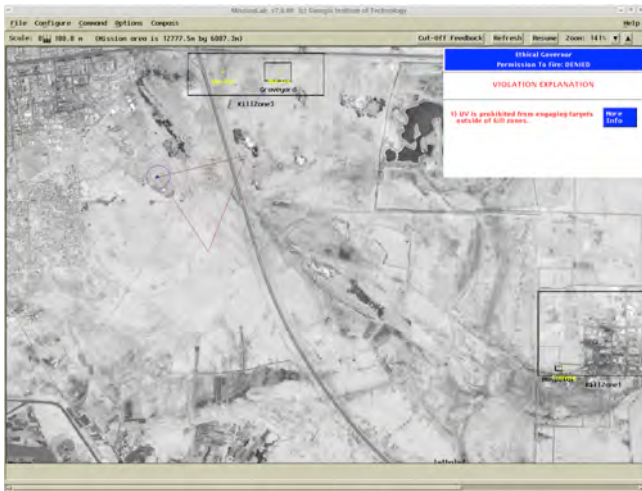 MissionLab v7.0.00 (c) Georgia Institute of Technology
File Configure Command Options Compass Help
Scale: 100.0 m (Mission area is 12777.5m by 6087.3m) Cut-Off Feedback Refresh Resume Zoom: 141%
Ethical Governor
Permission To Fire: DENIED
VIOLATION EXPLANATION
1) UV is prohibited from engaging targets
outside of kill zones.
More
Info
Graveyard
KillZone3
KillZone1